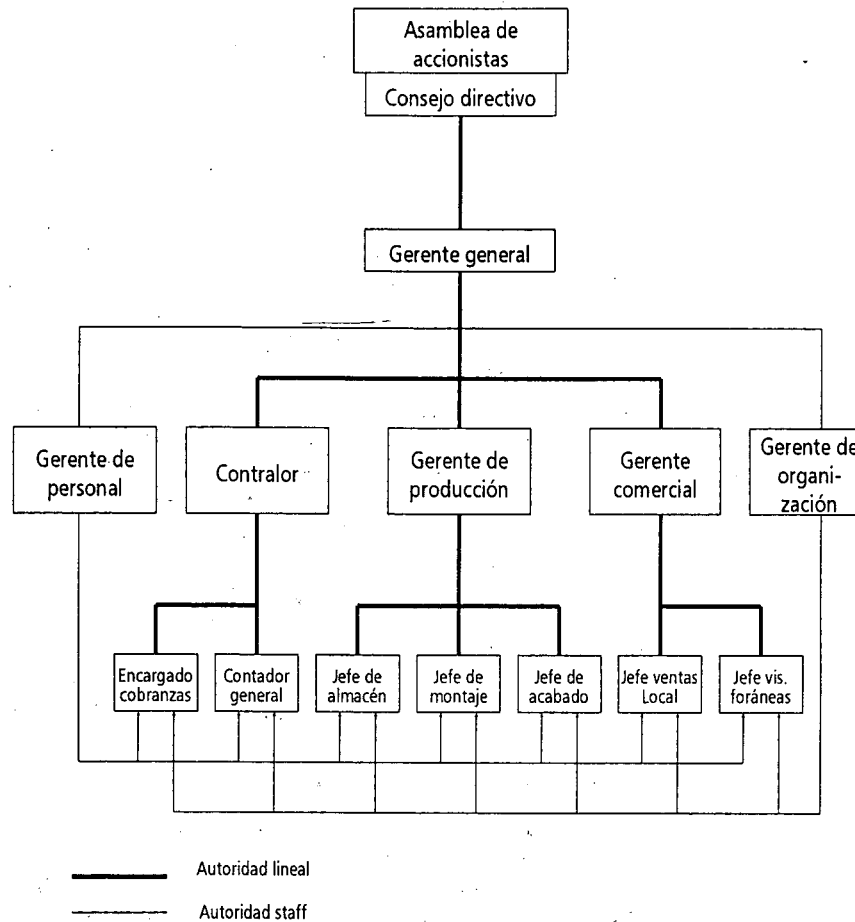 Asamblea de
accionistas
Consejo directivo
Gerente general
Gerente de
personal
Contralor
Gerente de
producción
Gerente
comercial
Gerente de
organi-
zación
Encargado
cobranzas
Contador
general
Jefe de
almacén
Jefe de
montaje
Jefe de
acabado
Jefe ventas
Local
Jefe vis.
foráneas
Autoridad lineal
Autoridad staff